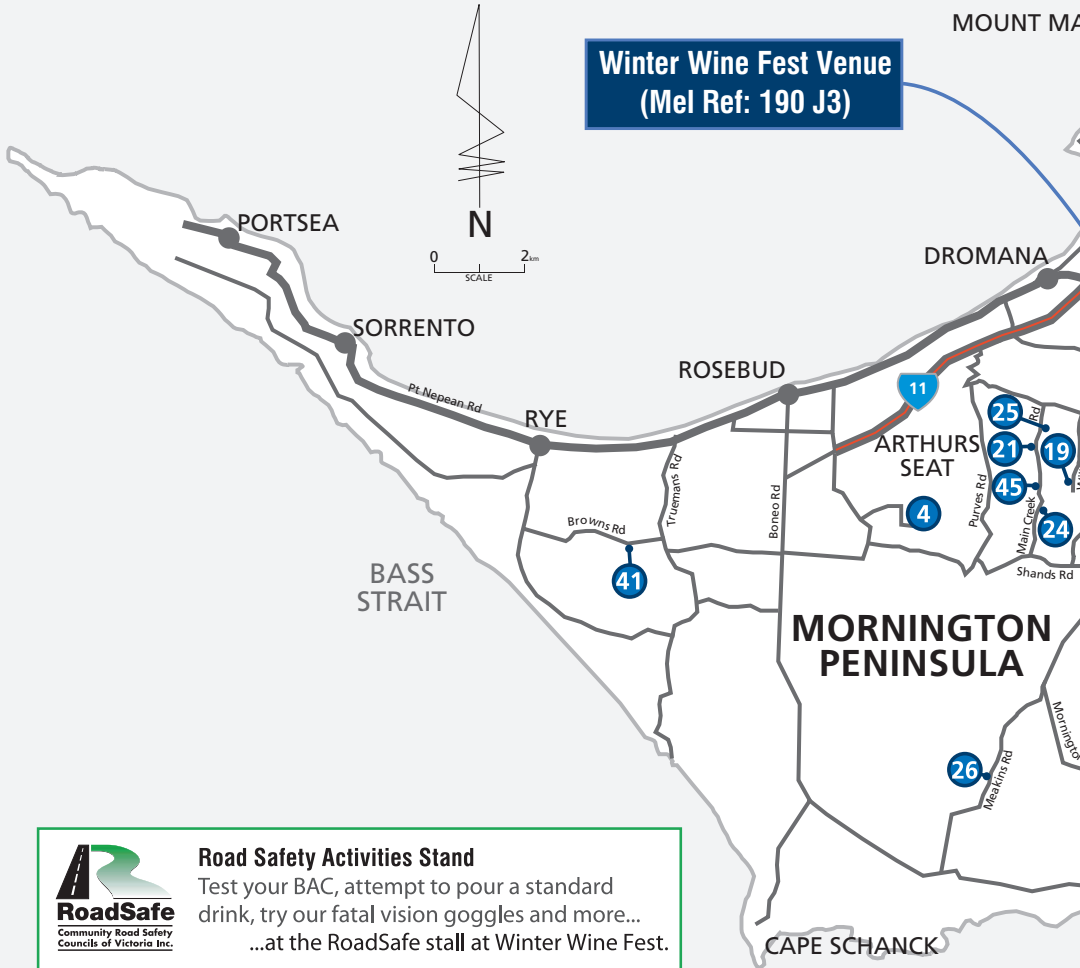 MOUNT MA
Winter Wine Fest Venue
(Mel Ref: 190 J3)
N
0 2km
SCALE
PORTSEA
DROMANA
SORRENTO
ROSEBUD
Pt Nepean Rd
11
RYE
25
Rd
ARTHURS
SEAT
21
19
45
4
24
Purves Rd
Main Creek
Truemans Rd
Boneo Rd
Browns Rd
41
Shands Rd
BASS
STRAIT
MORNINGTON
PENINSULA
26
Meakins Rd
Mornington
RoadSafe
Community Road Safety
Councils of Victoria Inc.
Road Safety Activities Stand
Test your BAC, attempt to pour a standard
drink, try our fatal vision goggles and more...
...at the RoadSafe stall at Winter Wine Fest.
CAPE SCHANCK